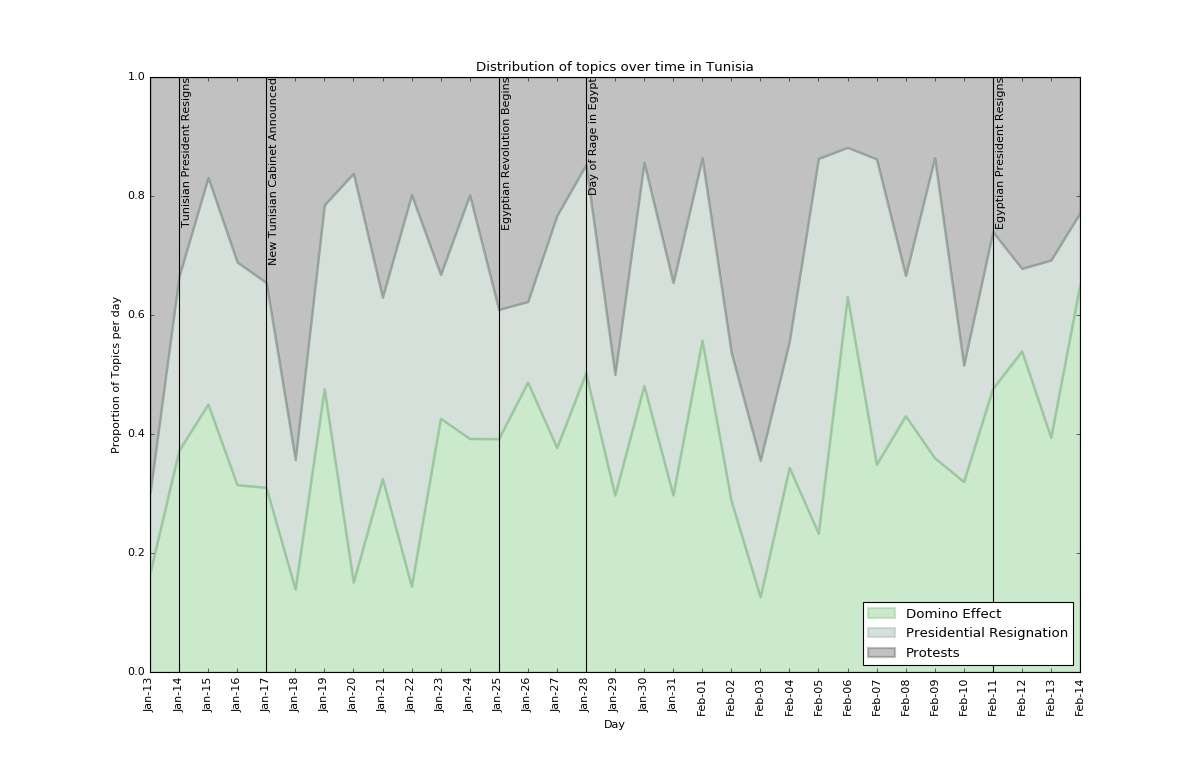 Distribution of topics over time in Tunisia
Proportion of Topics per day
1.0
0.8
0.6
0.4
0.2
0.0
Tunisian President Resigns
New Tunisian Cabinet Announced
Egyptian Revolution Begins
Day of Rage in Egypt
Egyptian President Resigns
Domino Effect
Presidential Resignation
Protests
Jan-13
Jan-14
Jan-15
Jan-16
Jan-17
Jan-18
Jan-19
Jan-20
Jan-21
Jan-22
Jan-23
Jan-24
Jan-25
Jan-26
Jan-27
Jan-28
Jan-29
Jan-30
Jan-31
Feb-01
Feb-02
Feb-03
Feb-04
Feb-05
Feb-06
Feb-07
Feb-08
Feb-09
Feb-10
Feb-11
Feb-12
Feb-13
Feb-14
Day